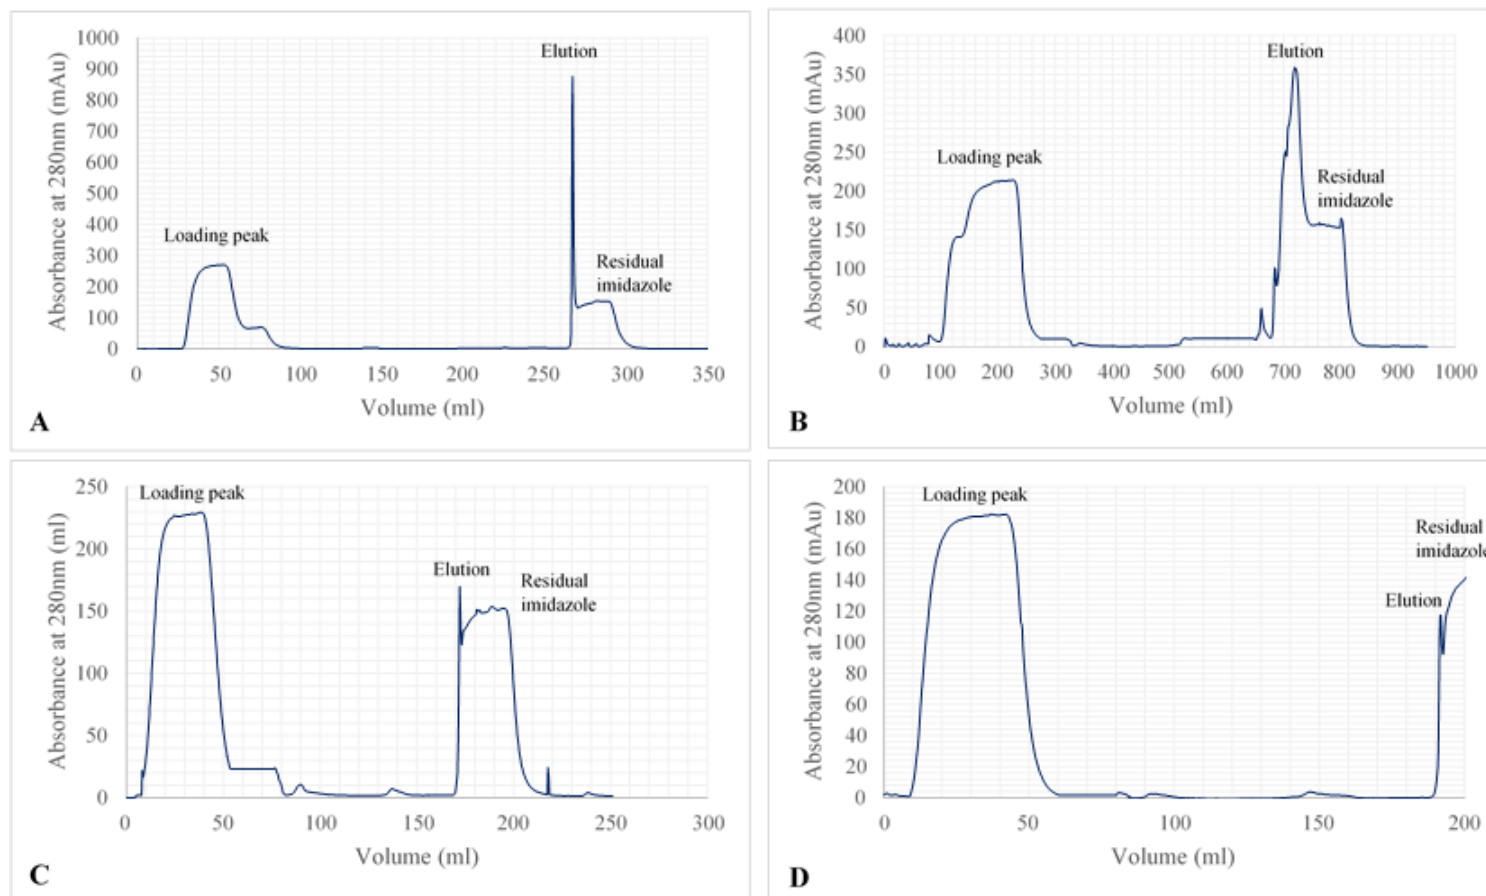 1000
900
800
700
600
500
400
300
200
100
0
Absorbance at 280nm (mAu)
Elution
Loading peak
Residual
imidazole
0 50 100 150 200 250 300 350
Volume (ml)
A
400
350
300
250
200
150
100
50
0
Absorbance at 280nm (mAu)
Elution
Loading peak
Residual
imidazole
0 100 200 300 400 500 600 700 800 900 1000
Volume (ml)
B
250
200
150
100
50
0
Absorbance at 280nm (ml)
Loading peak
Elution
Residual
imidazole
0 50 100 150 200 250 300
Volume (ml)
C
200
180
160
140
120
100
80
60
40
20
0
Absorbance at 280nm (mAu)
Loading peak
Residual
imidazole
Elution
0 50 100 150 200
Volume (ml)
D